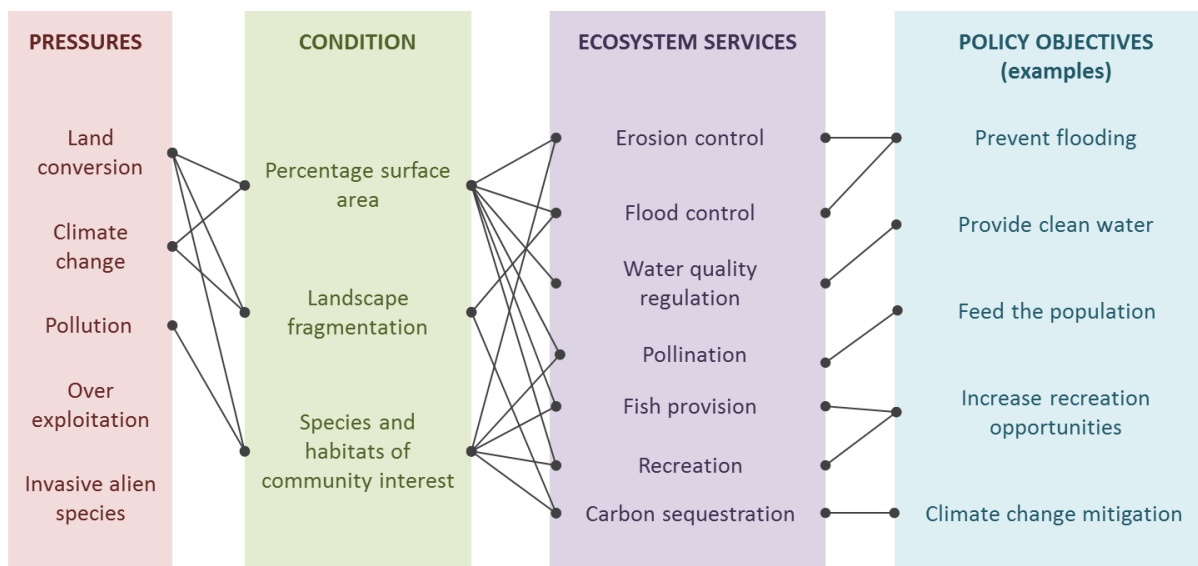 PRESSURES
Land
conversion
Climate
change
Pollution
Over
exploitation
Invasive alien
species
CONDITION
Percentage surface
area
Landscape
fragmentation
Species and
habitats of
community interest
ECOSYSTEM SERVICES
Erosion control
Flood control
Water quality
regulation
Pollination
Fish provision
Recreation
Carbon sequestration
POLICY OBJECTIVES
(examples)
Prevent flooding
Provide clean water
Feed the population
Increase recreation
opportunities
Climate change mitigation